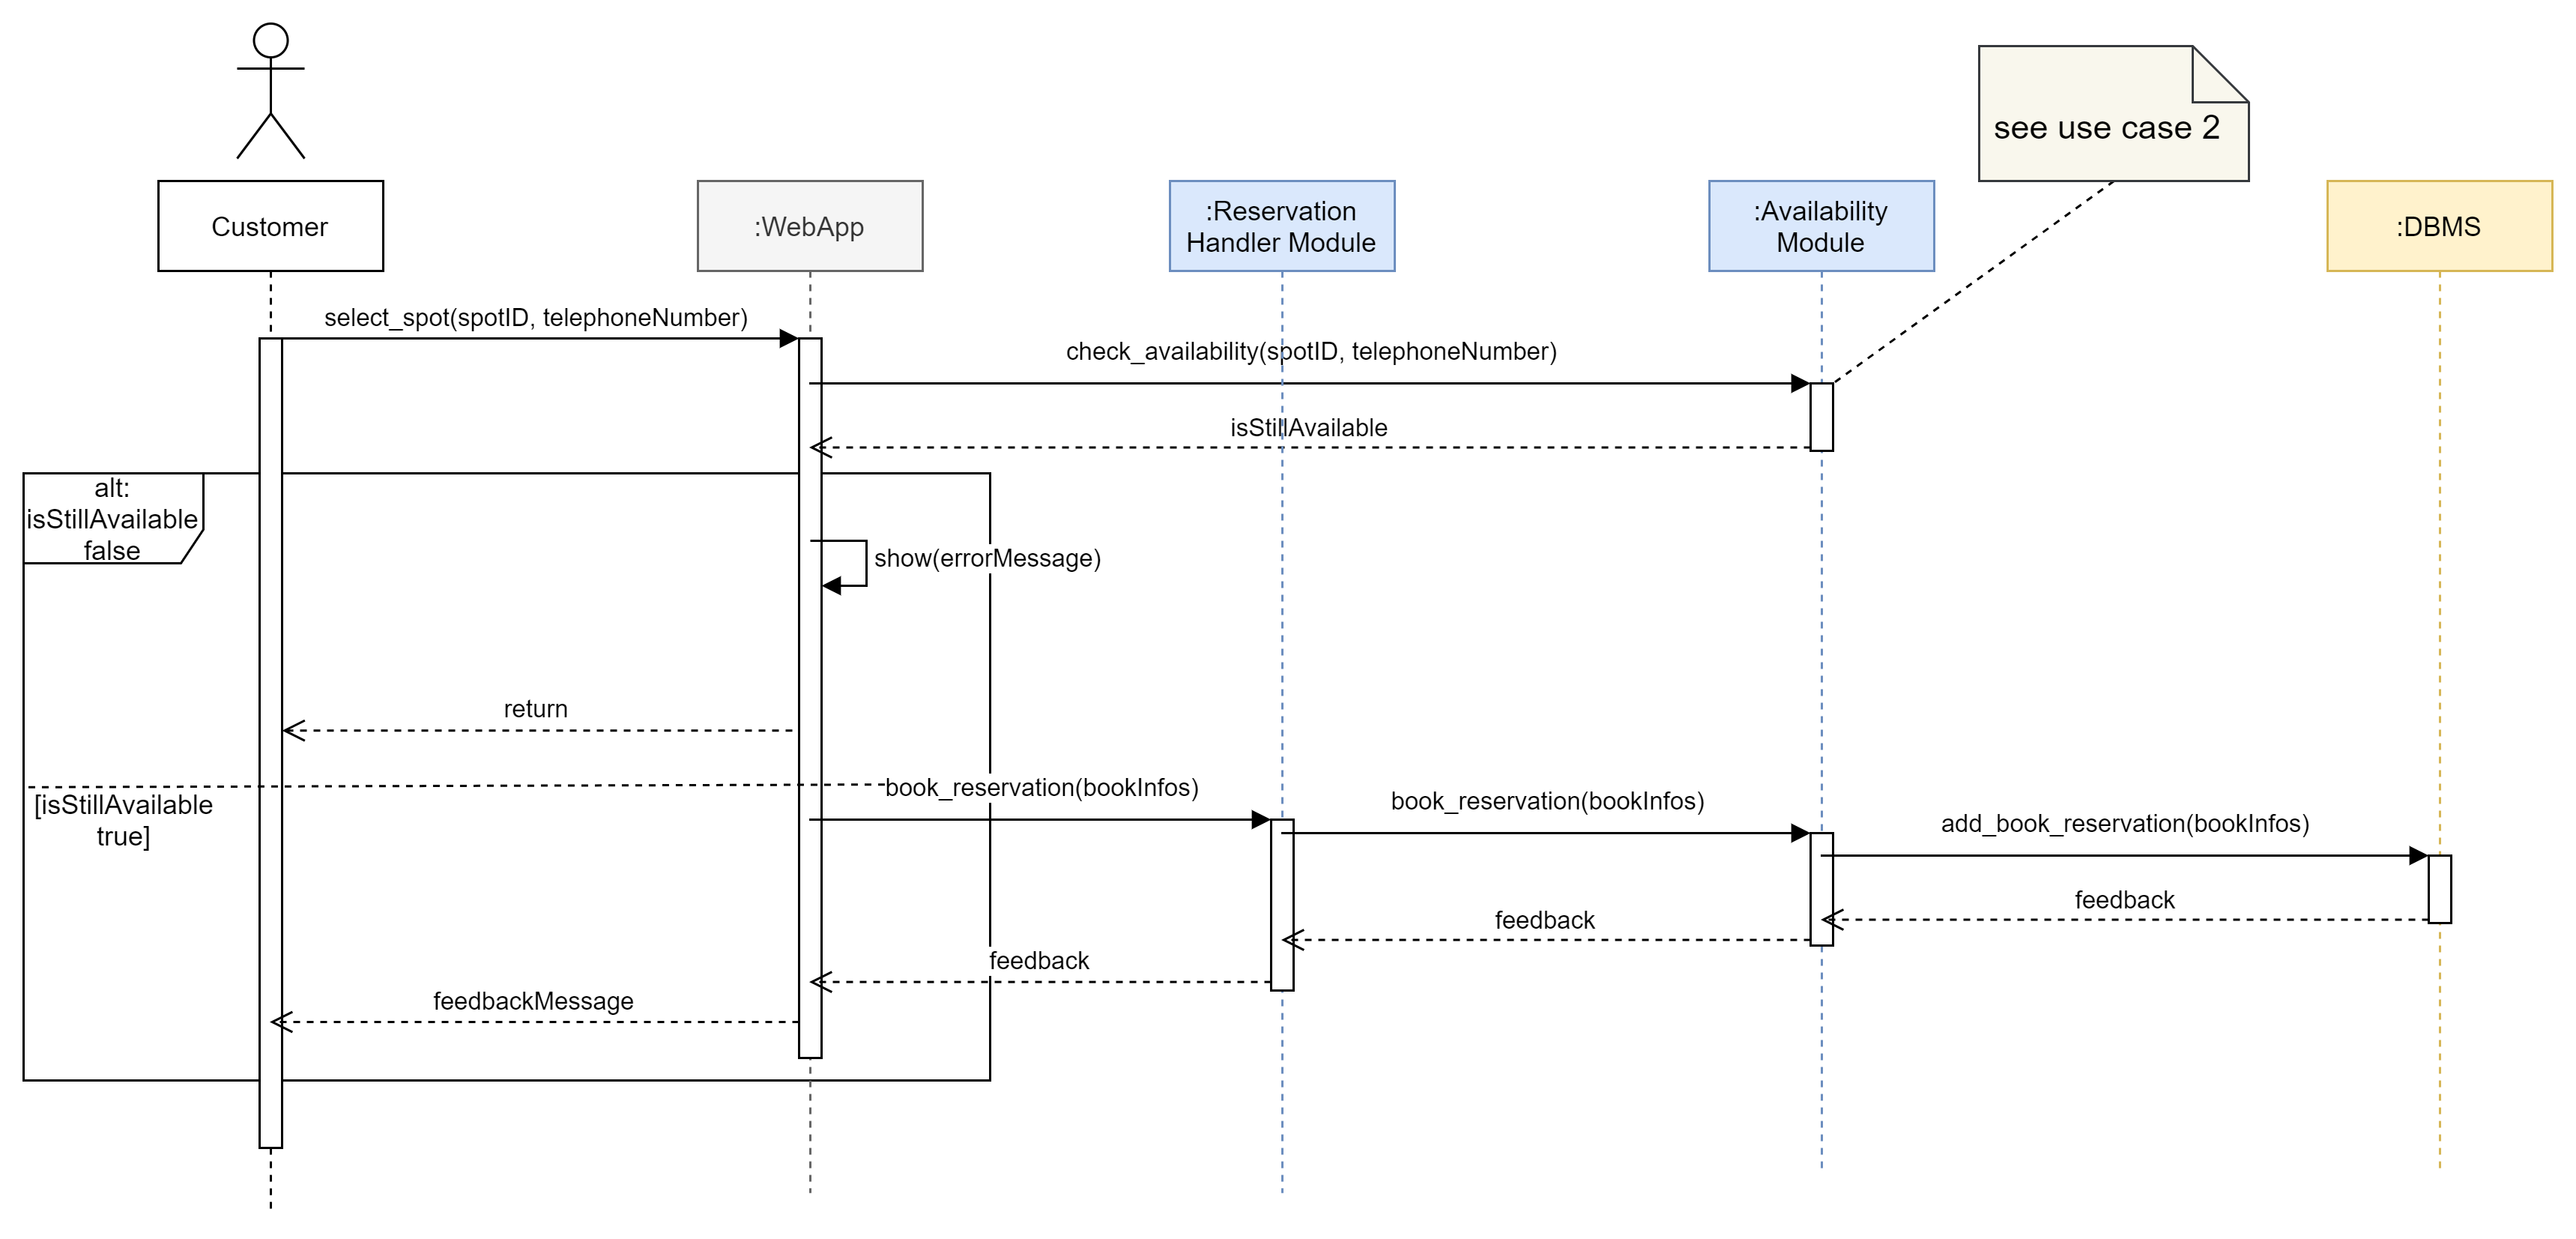 see use case 2
Customer
:WebApp
:Reservation
Handler Module
:Availability
Module
:DBMS
select_spot(spotID, telephoneNumber)
check_availability(spotID, telephoneNumber)
isStillAvailable
alt:
isStillAvailable
false
show(errorMessage)
return
book_reservation(bookInfos)
[isStillAvailable
true]
book_reservation(bookInfos)
add_book_reservation(bookInfos)
feedback
feedback
feedback
feedbackMessage